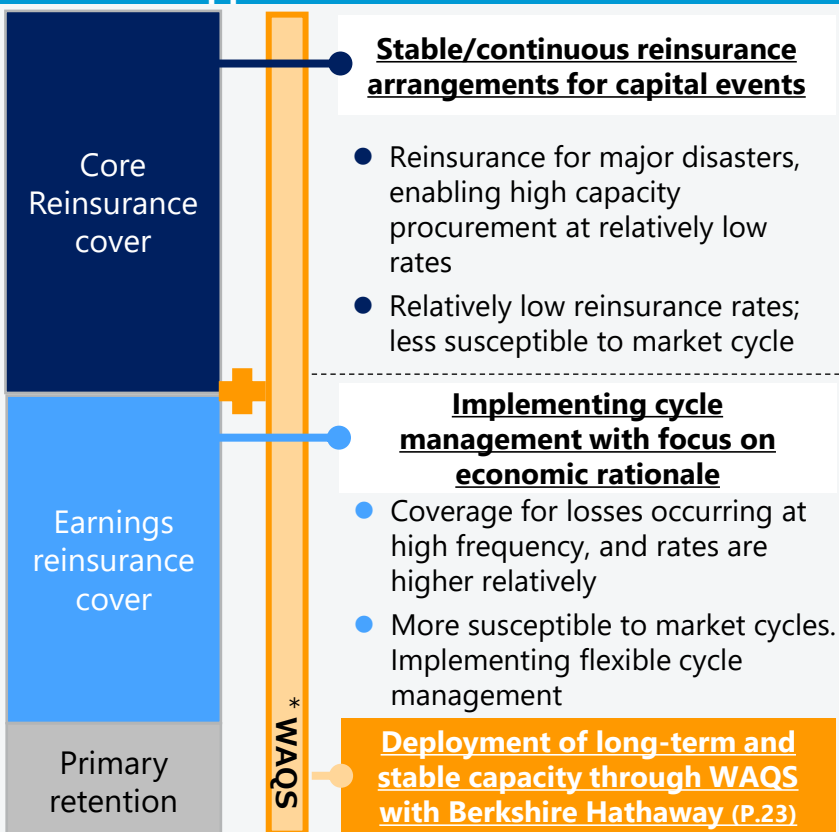 Core
Reinsurance
cover
Stable/continuous reinsurance
arrangements for capital events
● Reinsurance for major disasters,
enabling high capacity
procurement at relatively low
rates
● Relatively low reinsurance rates;
less susceptible to market cycle
Earnings
reinsurance
cover
Implementing cycle
management with focus on
economic rationale
● Coverage for losses occurring at
high frequency, and rates are
higher relatively
● More susceptible to market cycles.
Implementing flexible cycle
management
Primary
retention
* WAQS
Deployment of long-term and
stable capacity through WAQS
with Berkshire Hathaway (P.23)